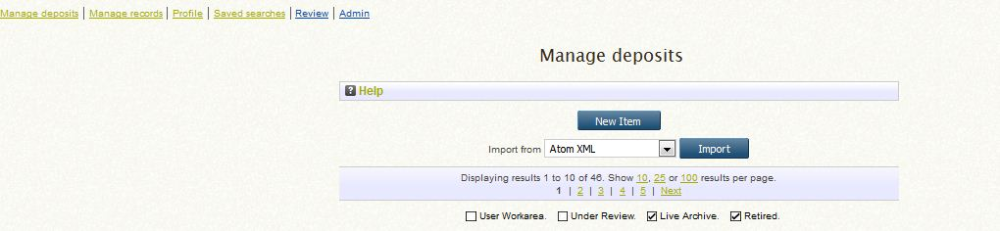 Manage deposits | Manage records | Profile | Saved searches | Review | Admin
Manage deposits
? Help
New Item
Import from Atom XML Import
Displaying results 1 to 10 of 46. Show 10, 25 or 100 results per page.
1 | 2 | 3 | 4 | 5 | Next
User Workarea. Under Review. Live Archive. Retired.